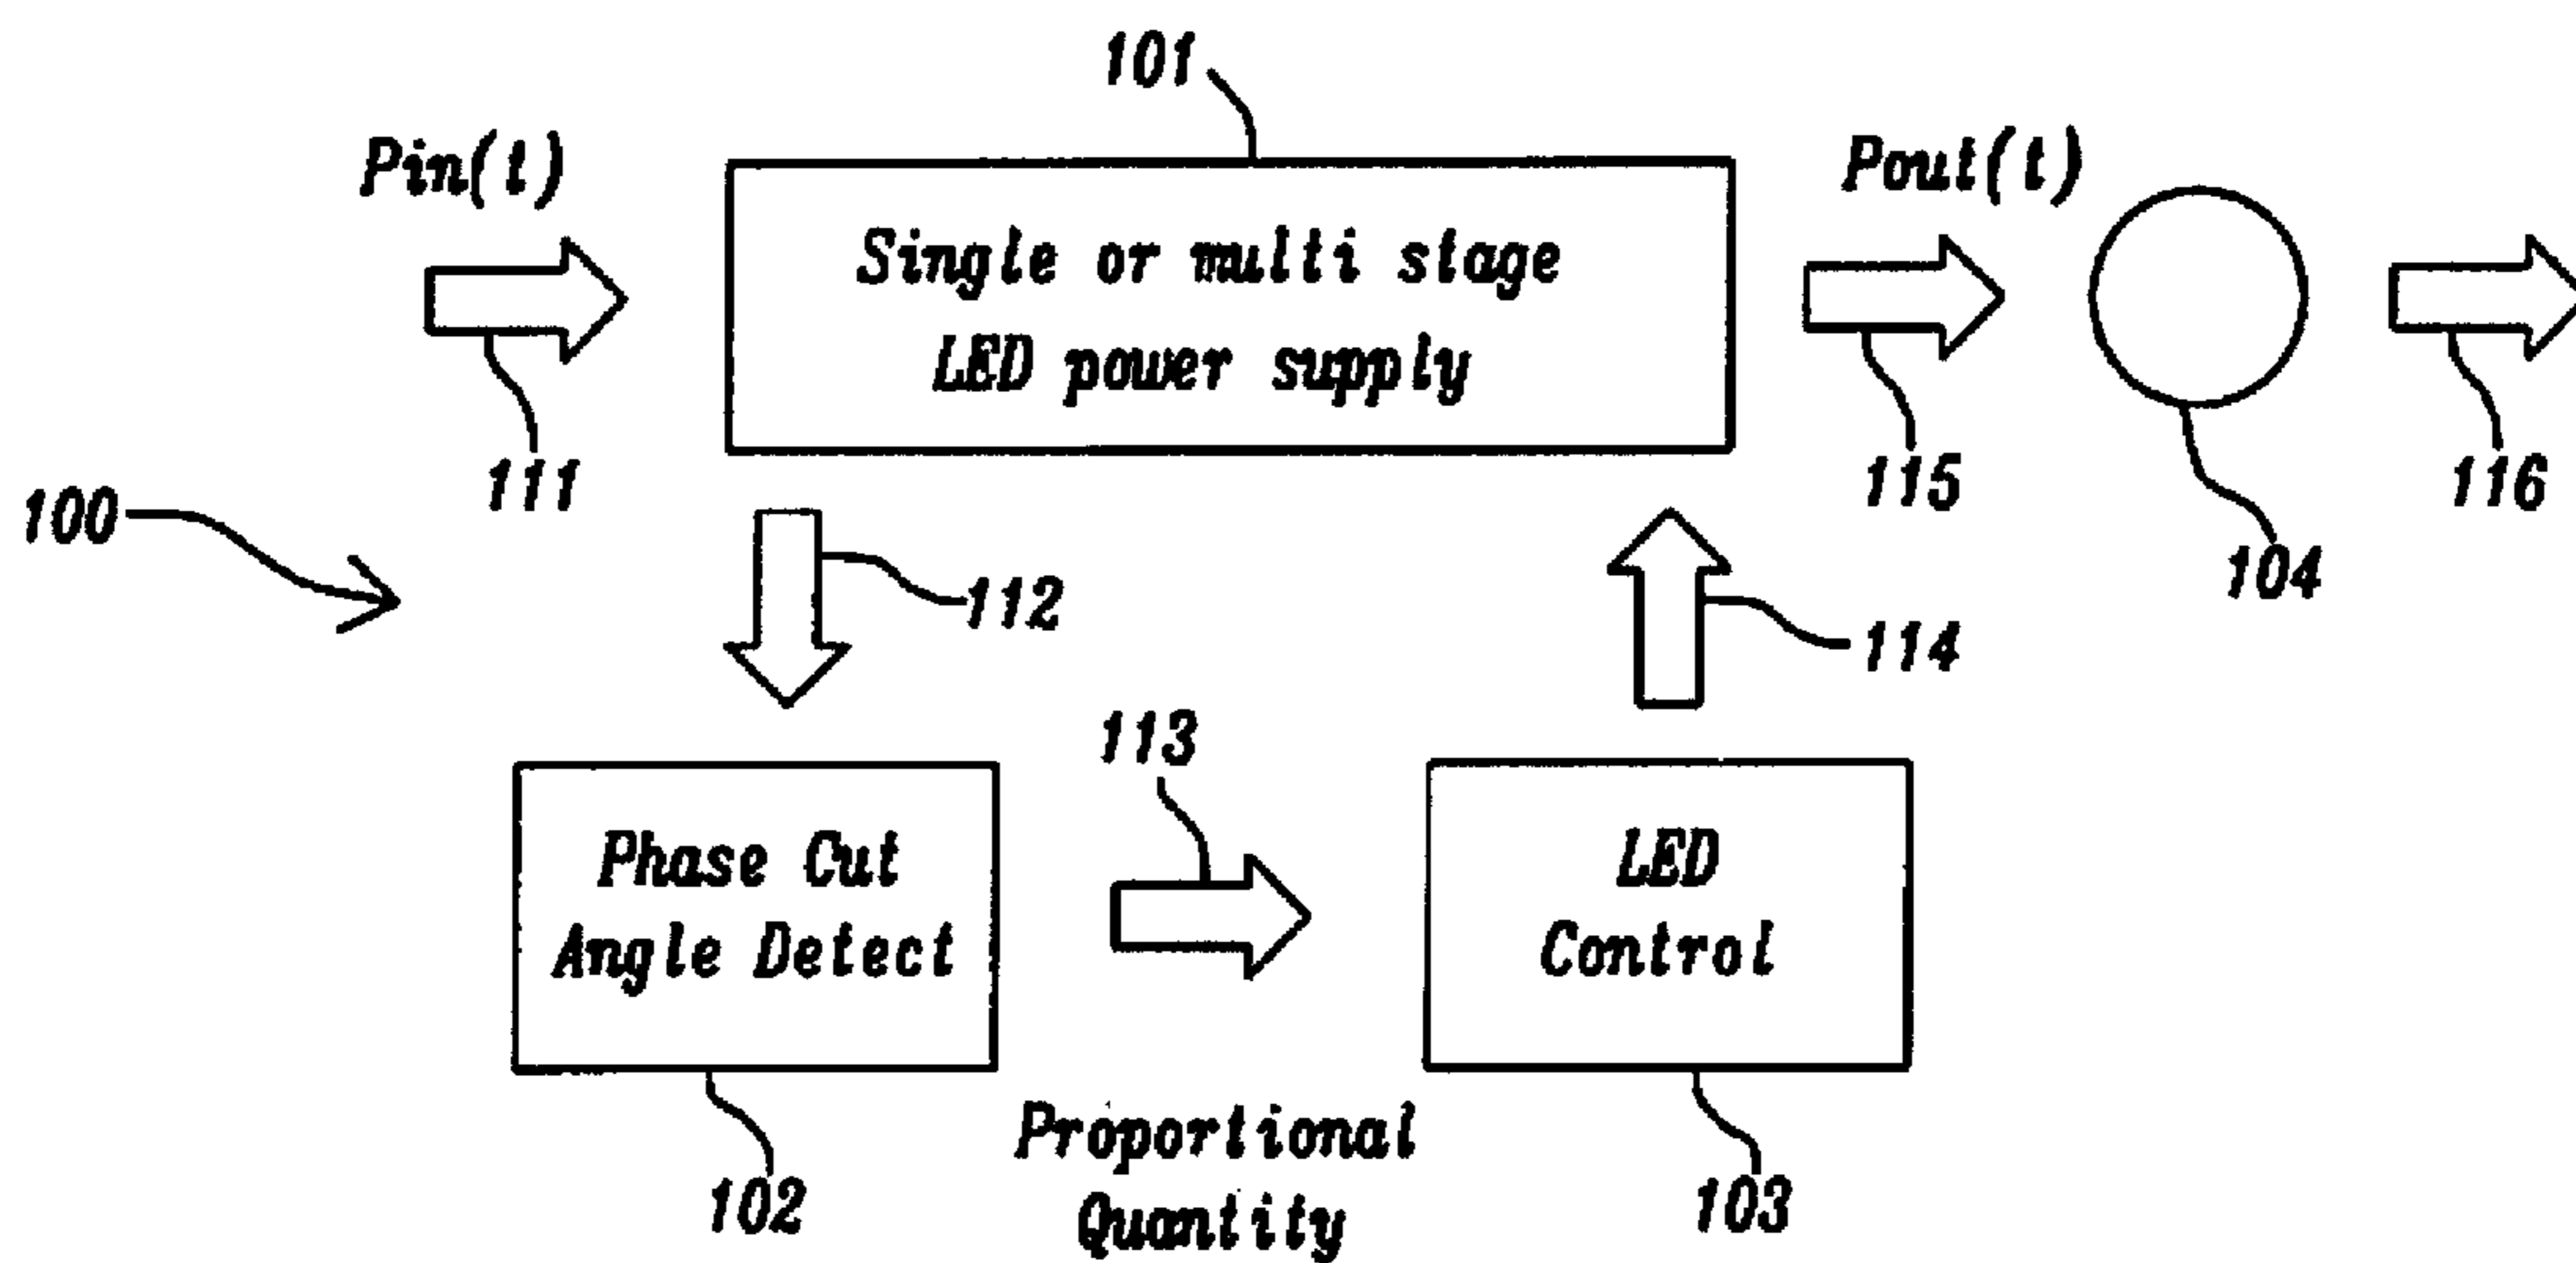 101
Pin(t)
Pout(t)
Single or multi stage
LED power supply
111
115
116
100
104
112
114
113
Phase Cut
Angle Detect
LED
Control
Proportional
Quantity
102
103